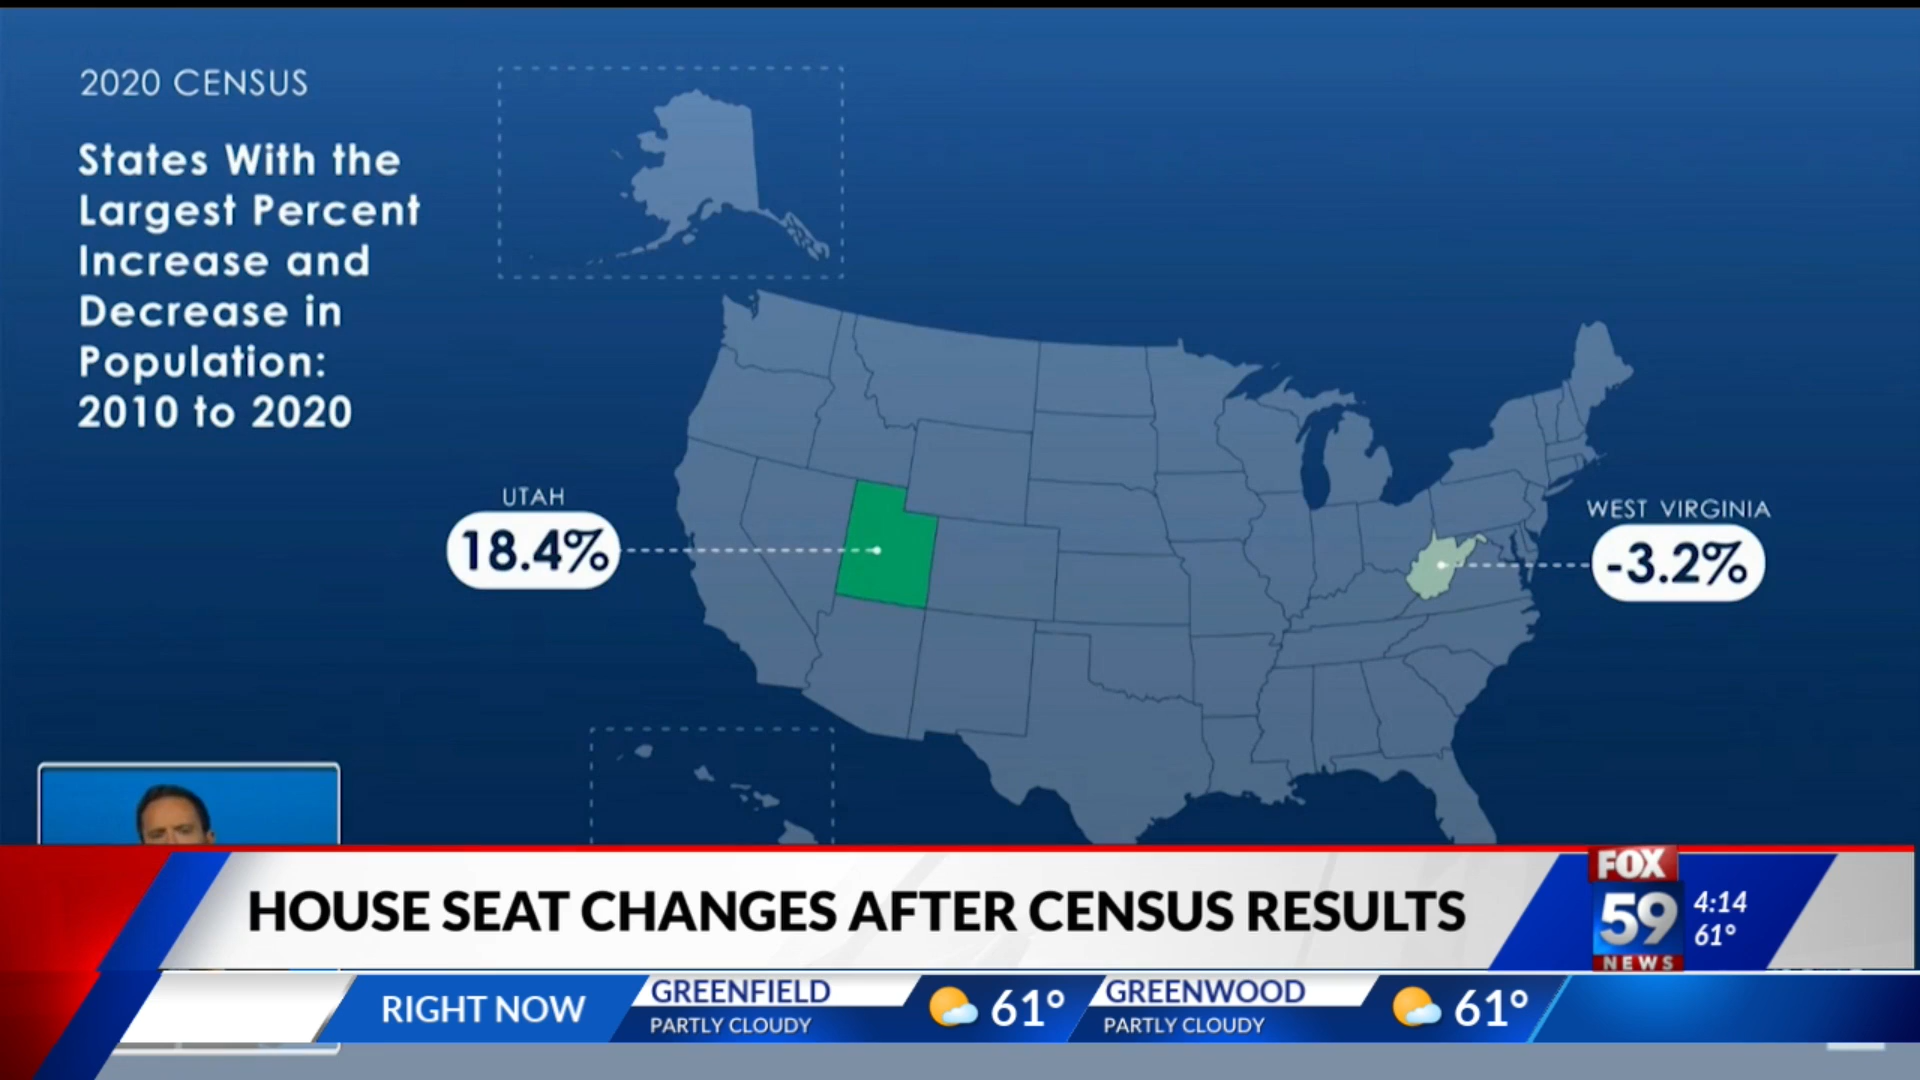 2020 CENSUS
States With the
Largest Percent
Increase and
Decrease in
Population:
2010 to 2020
UTAH
18.4%
WEST VIRGINIA
-3.2%
HOUSE SEAT CHANGES AFTER CENSUS RESULTS
FOX
59
NEWS
4:14
61°
RIGHT NOW
GREENFIELD
PARTLY CLOUDY
61°
GREENWOOD
PARTLY CLOUDY
61°